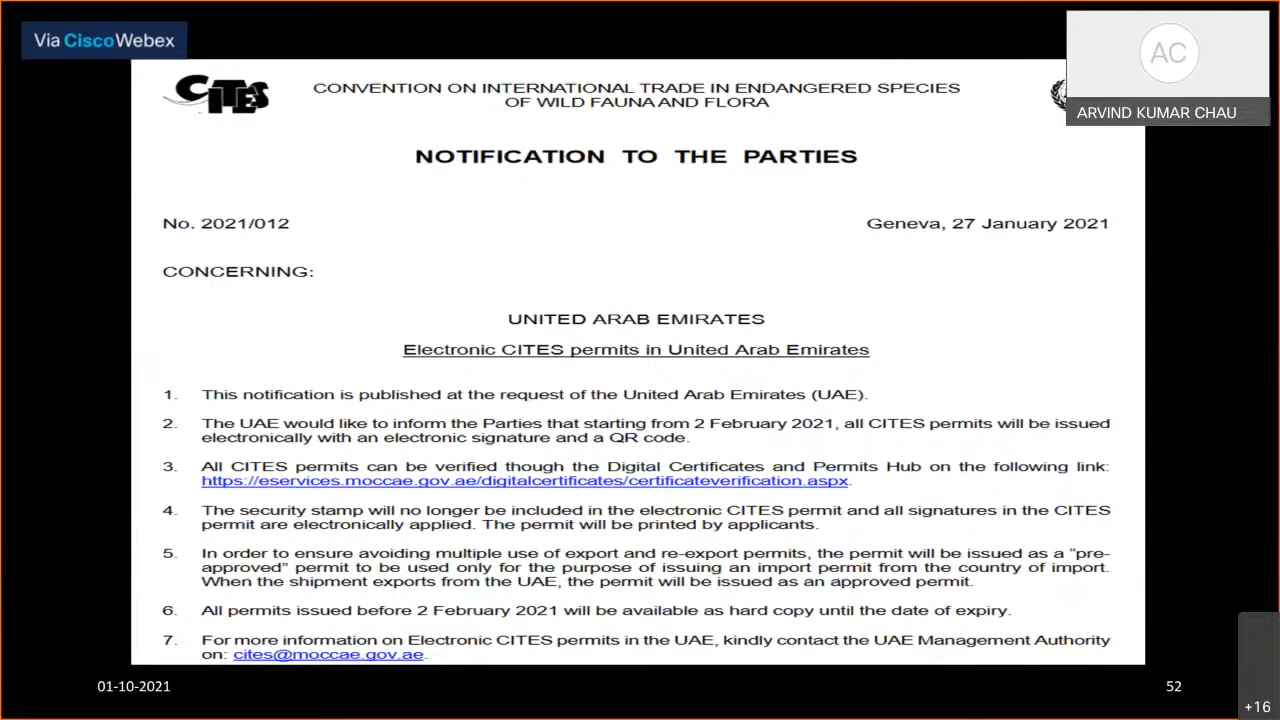 Via CiscoWebex
AC
ARVIND KUMAR CHAU
CITES
CONVENTION ON INTERNATIONAL TRADE IN ENDANGERED SPECIES
OF WILD FAUNA AND FLORA
NOTIFICATION TO THE PARTIES
No. 2021/012
Geneva, 27 January 2021
CONCERNING:
UNITED ARAB EMIRATES
Electronic CITES permits in United Arab Emirates
1. This notification is published at the request of the United Arab Emirates (UAE).
2. The UAE would like to inform the Parties that starting from 2 February 2021, all CITES permits will be issued
electronically with an electronic signature and a QR code.
3. All CITES permits can be verified though the Digital Certificates and Permits Hub on the following link:
https://eservices.moccae.gov.ae/digitalcertificates/certificateverification.aspx.
4. The security stamp will no longer be included in the electronic CITES permit and all signatures in the CITES
permit are electronically applied. The permit will be printed by applicants.
5. In order to ensure avoiding multiple use of export and re-export permits, the permit will be issued as a “pre-
approved” permit to be used only for the purpose of issuing an import permit from the country of import.
When the shipment exports from the UAE, the permit will be issued as an approved permit.
6. All permits issued before 2 February 2021 will be available as hard copy until the date of expiry.
7. For more information on Electronic CITES permits in the UAE, kindly contact the UAE Management Authority
on: cites@moccae.gov.ae.
01-10-2021
52
+16